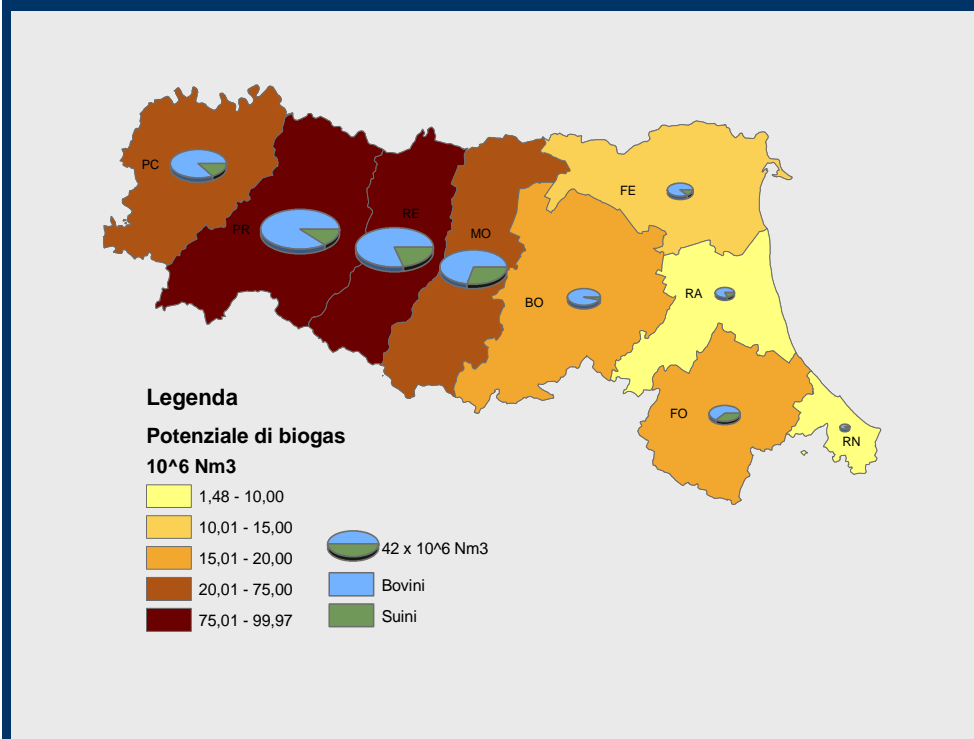 PC
PR
RE
MO
BO
FE
RA
FO
RN
Legenda
Potenziale di biogas
10^6 Nm3
1,48 - 10,00
10,01 - 15,00
15,01 - 20,00
20,01 - 75,00
75,01 - 99,97
42 x 10^6 Nm3
Bovini
Suini